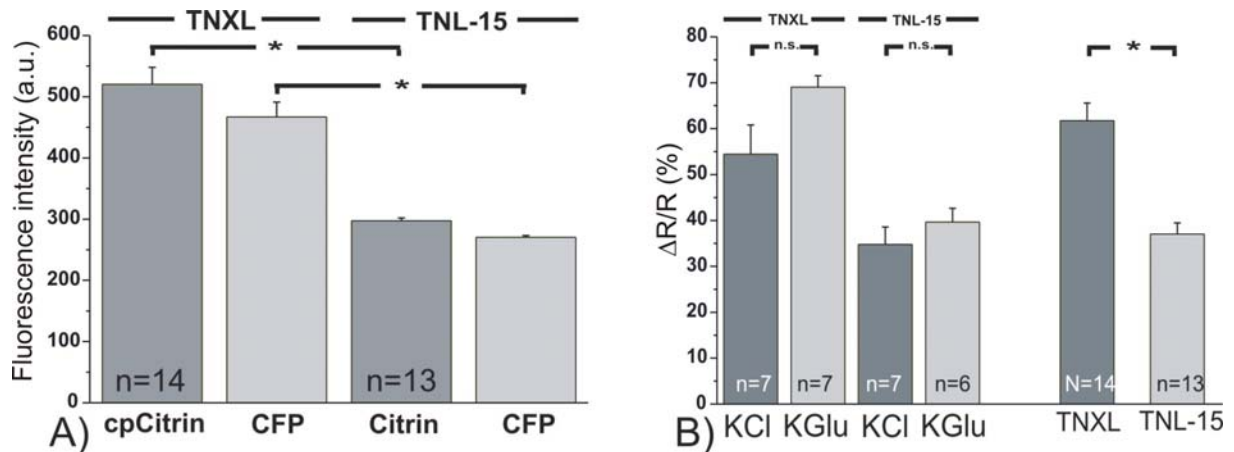 TNXL TNL-15
600
500
400
300
200
100
0
Fluorescence intensity (a.u.)
*
*
n=14
n=13
cpCitrin CFP Citrin CFP
A)
TNXL TNL-15
80
70
60
50
40
30
20
10
0
ΔR/R (%)
n.s. n.s. *
n=7 n=7 n=7 n=6 N=14 n=13
KCl KGlu KCl KGlu TNXL TNL-15
B)